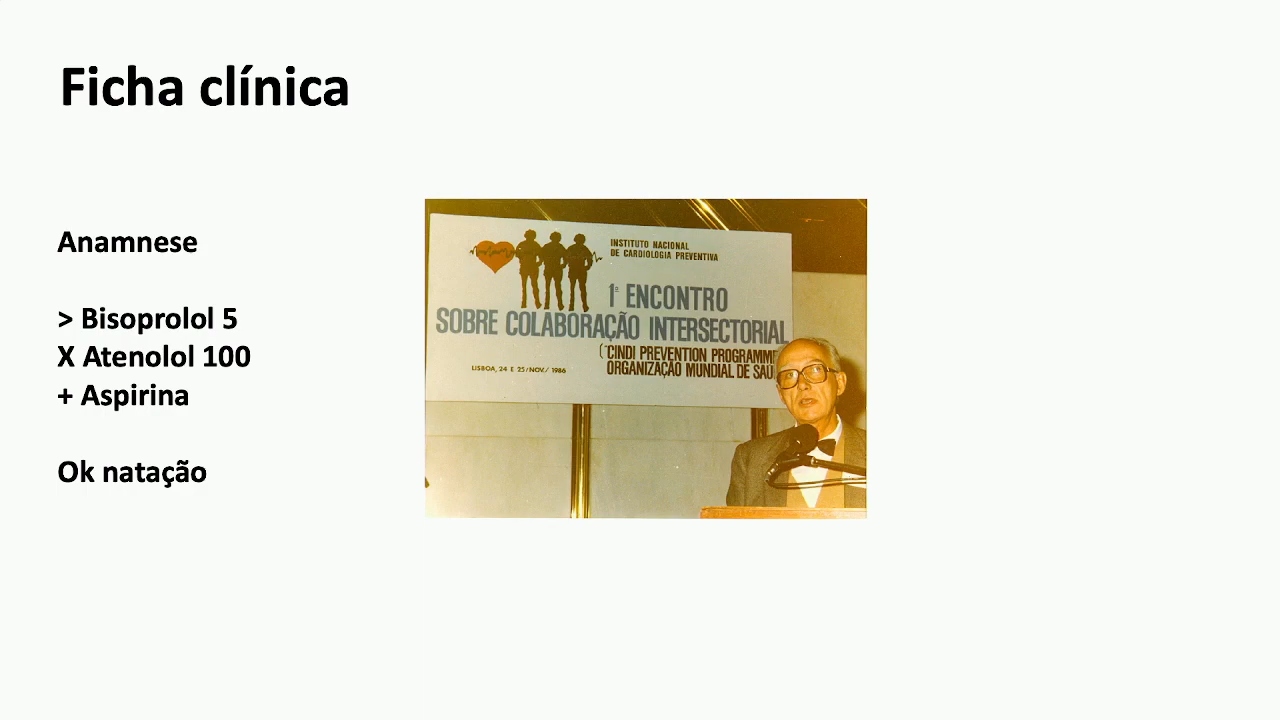 Ficha clínica
Anamnese
> Bisoprolol 5
X Atenolol 100
+ Aspirina
Ok natação
INSTITUTO NACIONAL
DE CARDIOLOGIA PREVENTIVA
1º ENCONTRO
SOBRE COLABORAÇÃO INTERSECTORIAL
("CINDI PREVENTION PROGRAMM
ORGANIZAÇÃO MUNDIAL DE SAU
LISBOA, 24 E 25/NOV./1986